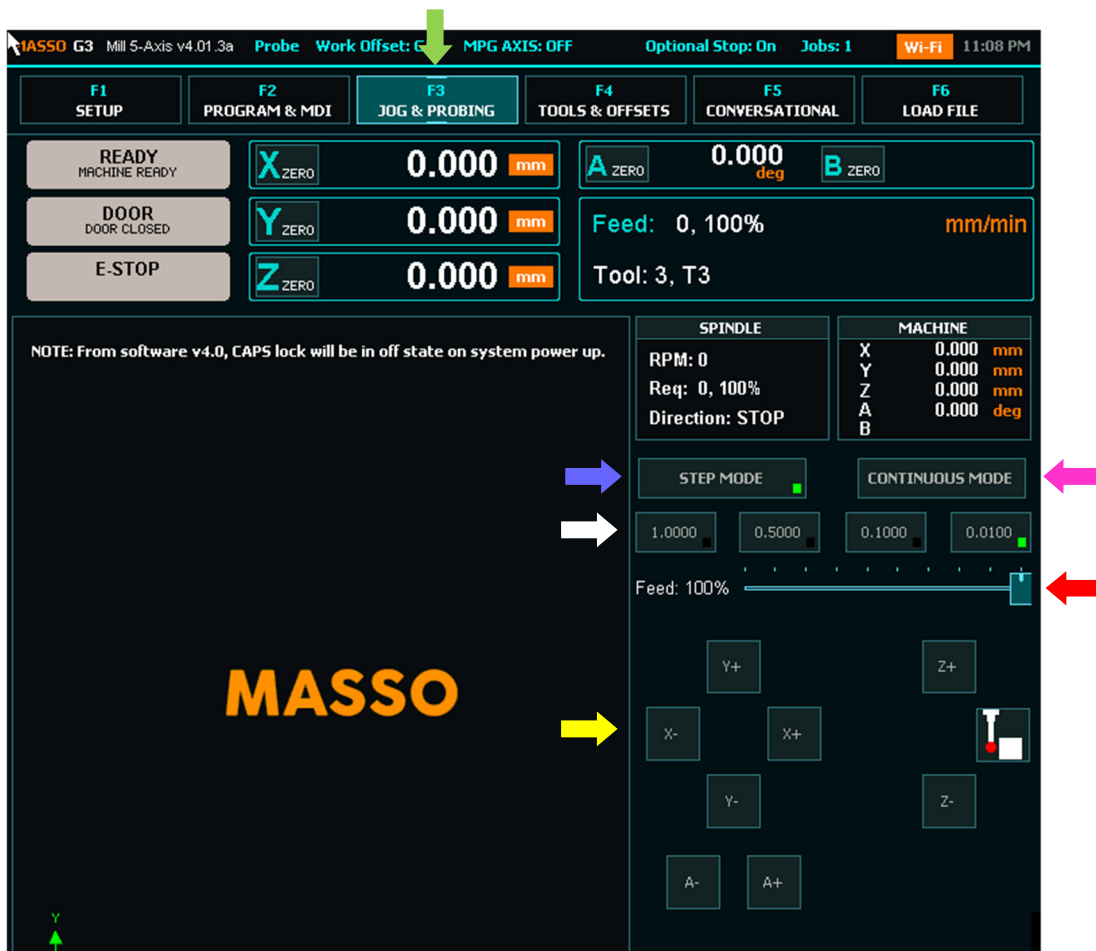 MASSO G3 Mill 5-Axis v4.01.3a Probe Work Offset: G MPG AXIS: OFF Optional Stop: On Jobs: 1 Wi-Fi 11:08 PM
F1 F2 F3 F4 F5 F6
SETUP PROGRAM & MDI JOG & PROBING TOOLS & OFFSETS CONVERSATIONAL LOAD FILE
READY
MACHINE READY
X ZERO 0.000 mm
A ZERO 0.000 deg B ZERO
DOOR
DOOR CLOSED
Y ZERO 0.000 mm
Feed: 0, 100% mm/min
E-STOP
Z ZERO 0.000 mm
Tool: 3, T3
NOTE: From software v4.0, CAPS lock will be in off state on system power up.
SPINDLE
RPM: 0
Req: 0, 100%
Direction: STOP
MACHINE
X 0.000 mm
Y 0.000 mm
Z 0.000 mm
A 0.000 deg
B
STEP MODE CONTINUOUS MODE
1.0000 0.5000 0.1000 0.0100
Feed: 100%
Y+ Z+
MASSO
X- X+
Y- Z-
A- A+
Y